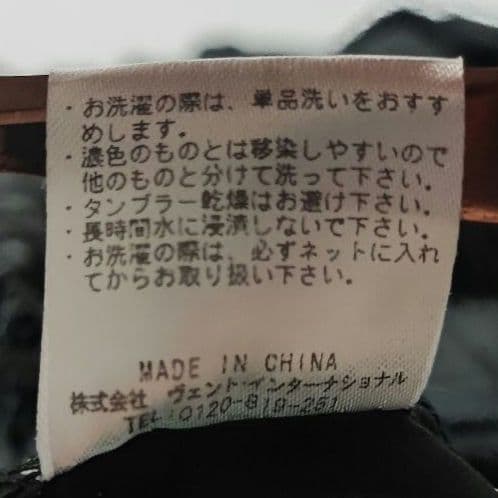 ・お洗濯の際は、単品洗いをおすす
めします。
・濃色のものとは移染しやすいので
他のものと分けて洗って下さい。
・タンブラー乾燥はお避け下さい。
・長時間水に浸漬しないで下さい。
・お洗濯の際は、必ずネットに入れ
てからお取り扱い下さい。
MADE IN CHINA
株式会社 ヴェント・インターナショナル
TEL:0120-819-251